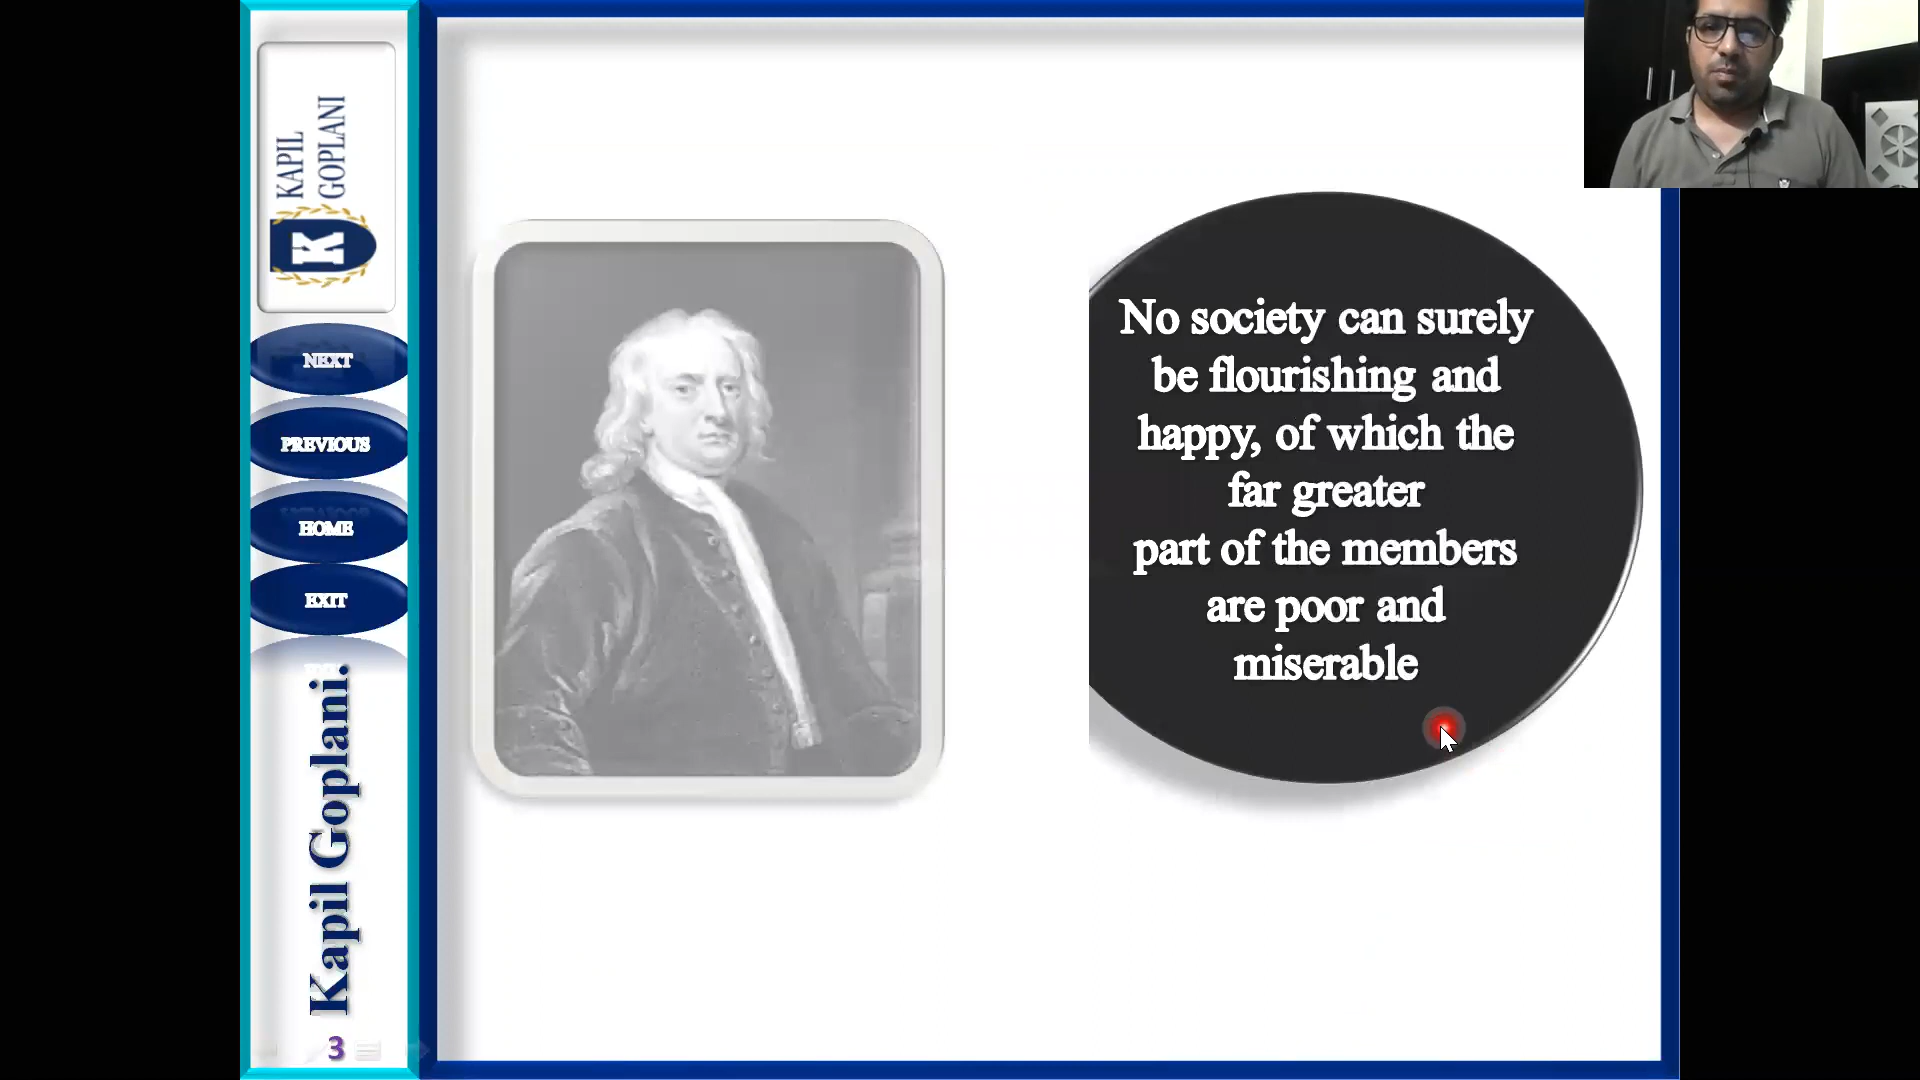 KAPIL
GOPLANI
K
NEXT
PREVIOUS
HOME
EXIT
Kapil Goplani.
3
No society can surely
be flourishing and
happy, of which the
far greater
part of the members
are poor and
miserable